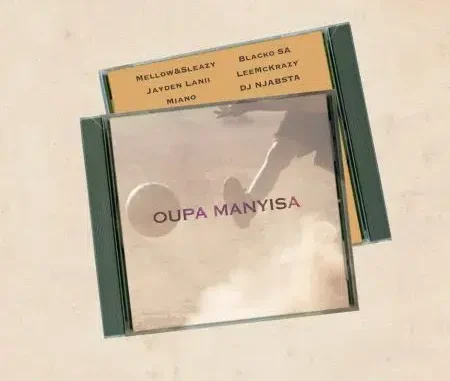 Mellow&Sleazy
Jayden Lanii
Miano
Blacko SA
LeeMcKrazy
DJ NJABSTA
OUPA MANYISA